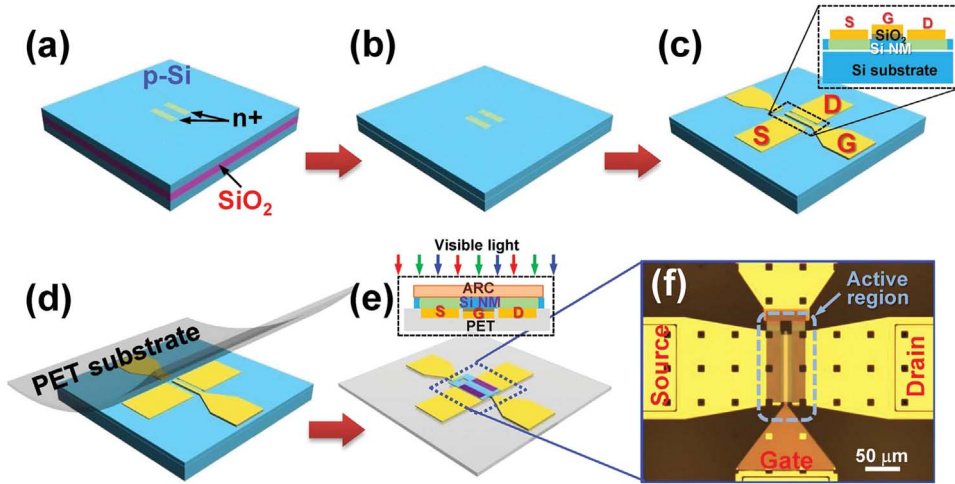 (a)
p-Si
n+
SiO2
(b)
(c)
S G D
SiO2
Si-NM
Si substrate
D
S
G
(d)
PET substrate
(e)
Visible light
ARC
Si NM
S G D
PET
(f)
Active
region
Source
Drain
Gate
50 μm